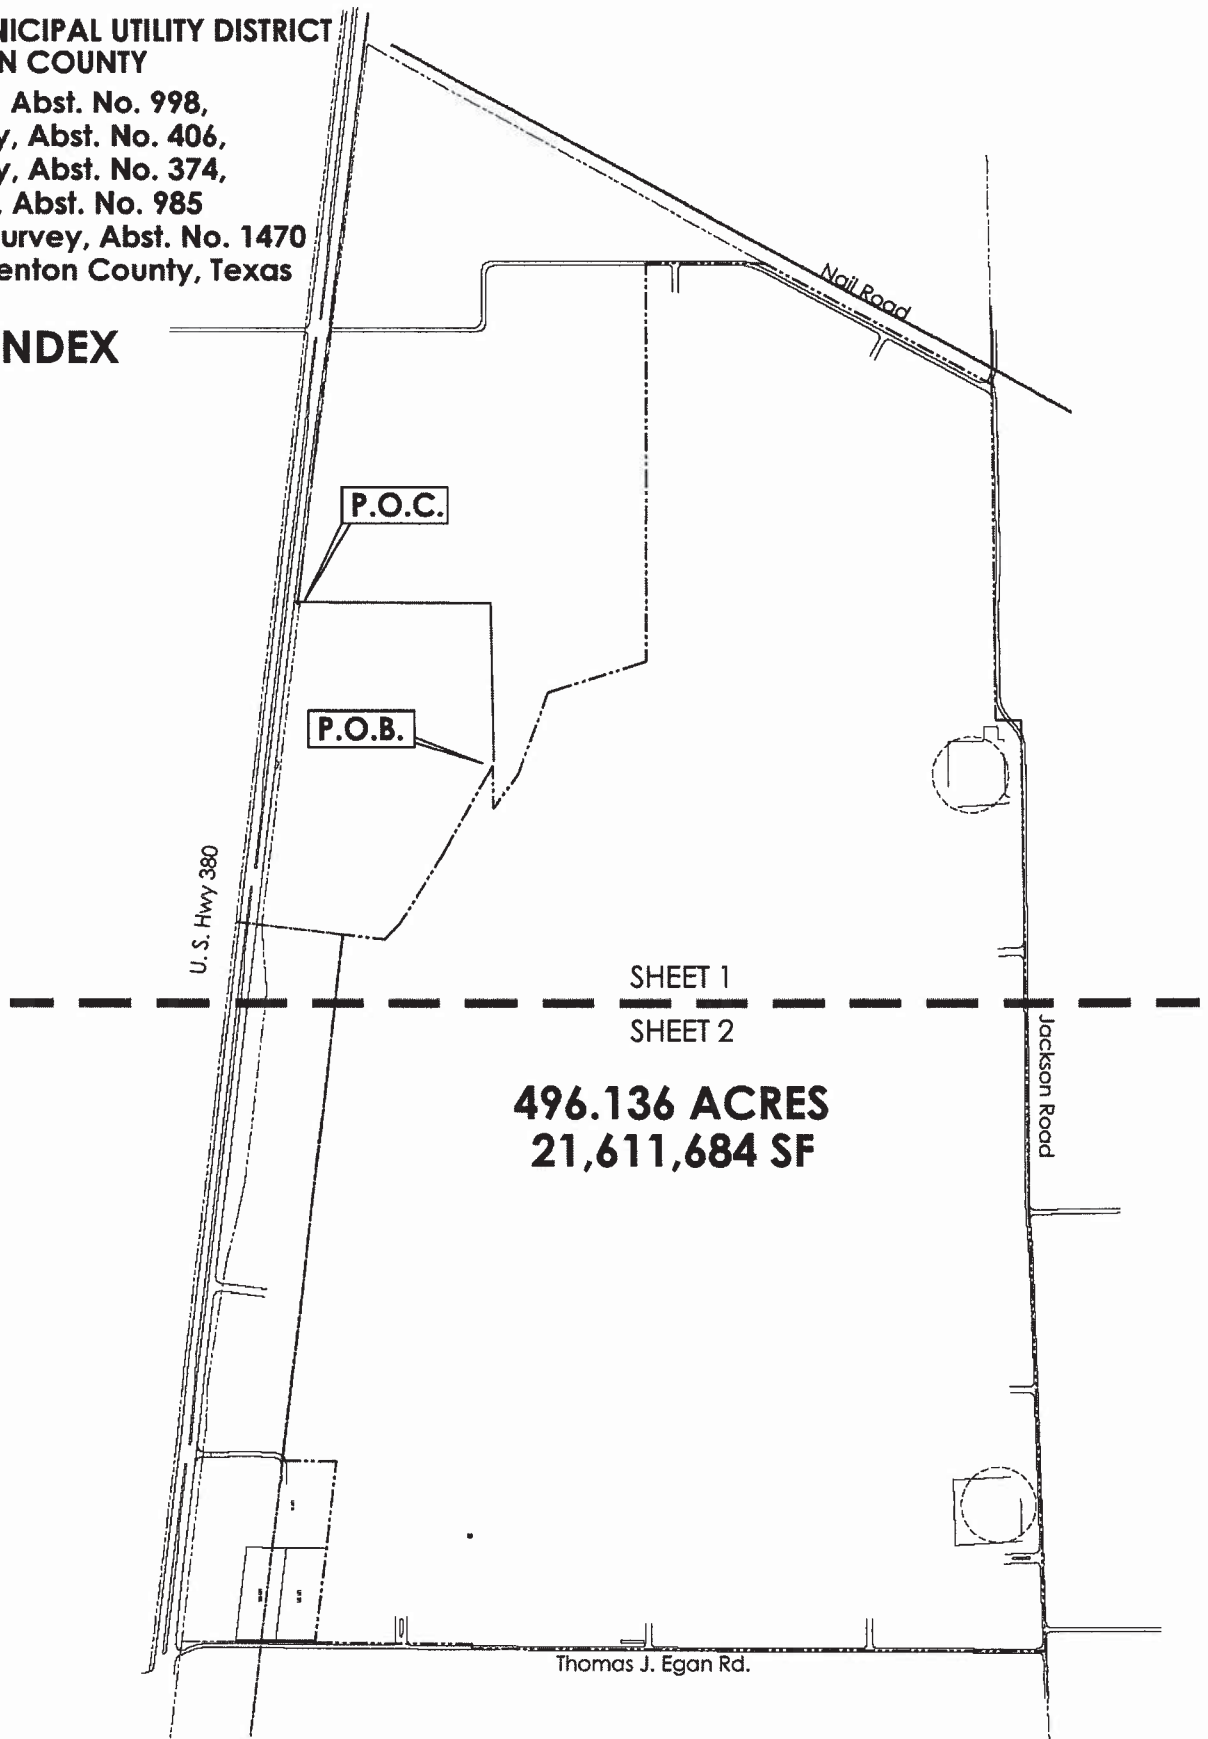 NICIPAL UTILITY DISTRICT
N COUNTY
Abst. No. 998,
y, Abst. No. 406,
y, Abst. No. 374,
, Abst. No. 985
urvey, Abst. No. 1470
enton County, Texas
NDEX
Nail Road
P.O.C.
P.O.B.
U. S. Hwy 380
SHEET 1
SHEET 2
Jackson Road
496.136 ACRES
21,611,684 SF
Thomas J. Egan Rd.